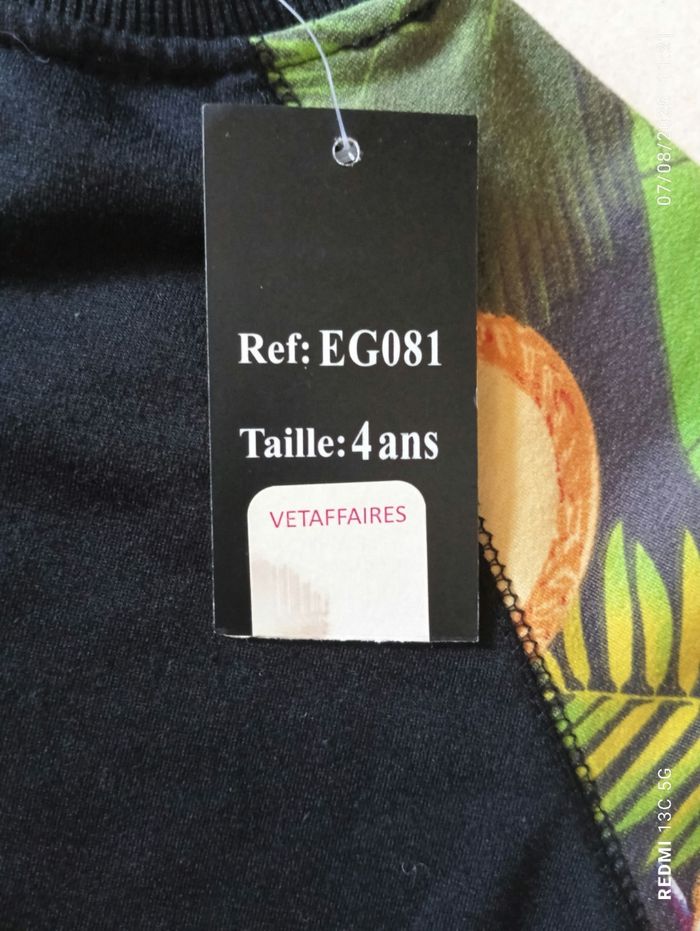 Ref: EG081
Taille: 4 ans
VETAFFAIRES
REDMI 13C 5G